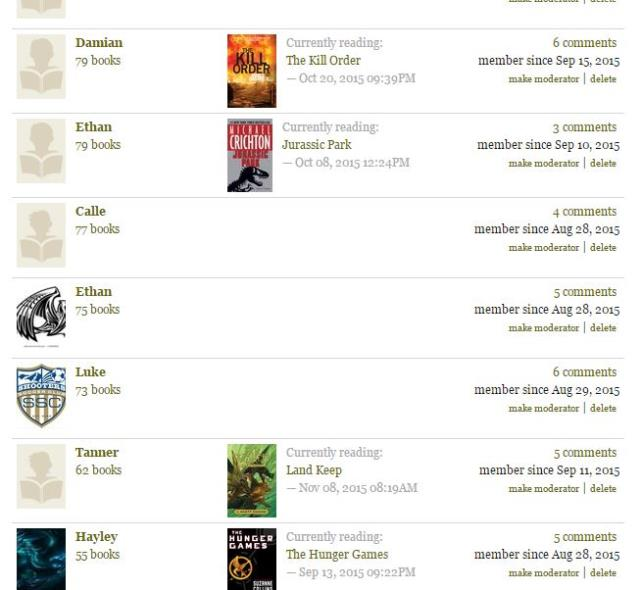 delete
Damian
79 books
THE
KILL
ORDER
Currently reading:
The Kill Order
— Oct 20, 2015 09:39PM
6 comments
member since Sep 15, 2015
make moderator | delete
Ethan
79 books
MICHAEL
CRICHTON
JURASSIC
PARK
Currently reading:
Jurassic Park
— Oct 08, 2015 12:24PM
3 comments
member since Sep 10, 2015
make moderator | delete
Calle
77 books
4 comments
member since Aug 28, 2015
make moderator | delete
Ethan
75 books
5 comments
member since Aug 28, 2015
make moderator | delete
SHOOTERS
SSC
Luke
73 books
6 comments
member since Aug 29, 2015
make moderator | delete
Tanner
62 books
Currently reading:
Land Keep
— Nov 08, 2015 08:19AM
5 comments
member since Sep 11, 2015
make moderator | delete
Hayley
55 books
THE
HUNGER
GAMES
SUZANNE
COLLINS
Currently reading:
The Hunger Games
— Sep 13, 2015 09:22PM
5 comments
member since Aug 28, 2015
make moderator | delete